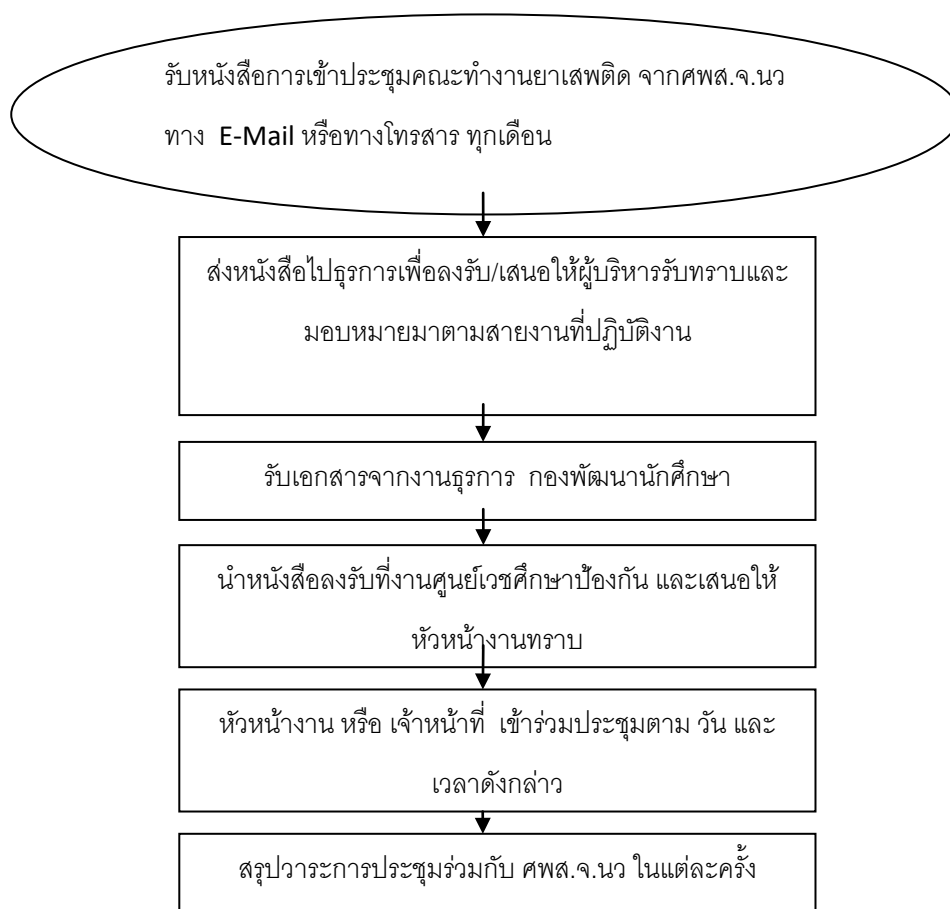 รับหนังสือการเข้าประชุมคณะทำงานยาเสพติด จากศพส.จ.นว
ทาง E-Mail หรือทางโทรสาร ทุกเดือน
ส่งหนังสือไปธุรการเพื่อลงรับ/เสนอให้ผู้บริหารรับทราบและ
มอบหมายมาตามสายงานที่ปฏิบัติงาน
รับเอกสารจากงานธุรการ กองพัฒนานักศึกษา
นำหนังสือลงรับที่งานศูนย์เวชศึกษาป้องกัน และเสนอให้
หัวหน้างานทราบ
หัวหน้างาน หรือ เจ้าหน้าที่ เข้าร่วมประชุมตาม วัน และ
เวลาดังกล่าว
สรุปวาระการประชุมร่วมกับ ศพส.จ.นว ในแต่ละครั้ง